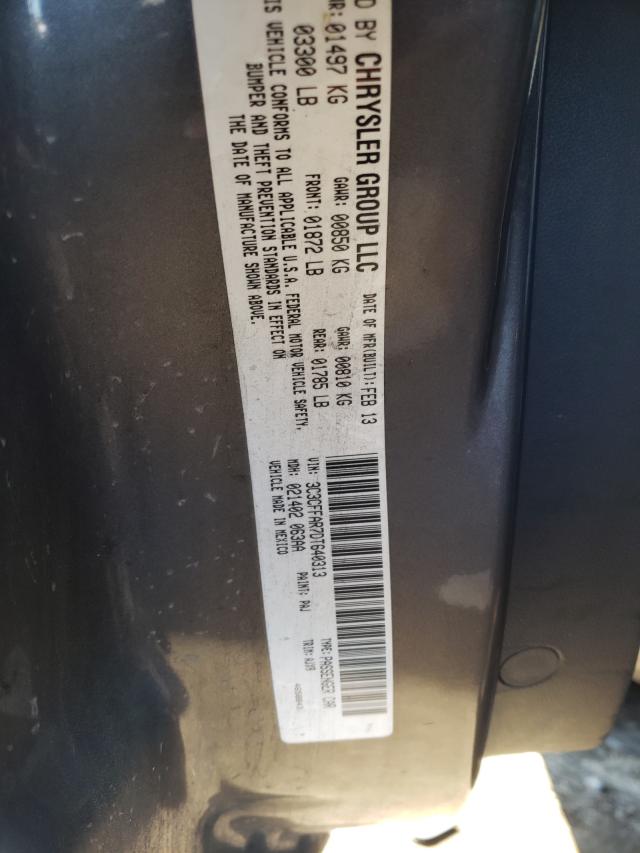 D BY CHRYSLER GROUP LLC DATE OF MFR(BUILT): FEB 13
01497 KG GAWR: 00850 KG GAWR: 00810 KG
03300 LB FRONT: 01872 LB REAR: 01785 LB
IS VEHICLE CONFORMS TO ALL APPLICABLE U.S.A. FEDERAL MOTOR VEHICLE SAFETY,
BUMPER AND THEFT PREVENTION STANDARDS IN EFFECT ON
THE DATE OF MANUFACTURE SHOWN ABOVE.
VIN: 3C3CFFAR7DT640313 TYPE: PASSENGER CAR
MDH: 021402 063AA PAINT: PAJ TRIM: AJX9
VEHICLE MADE IN MEXICO